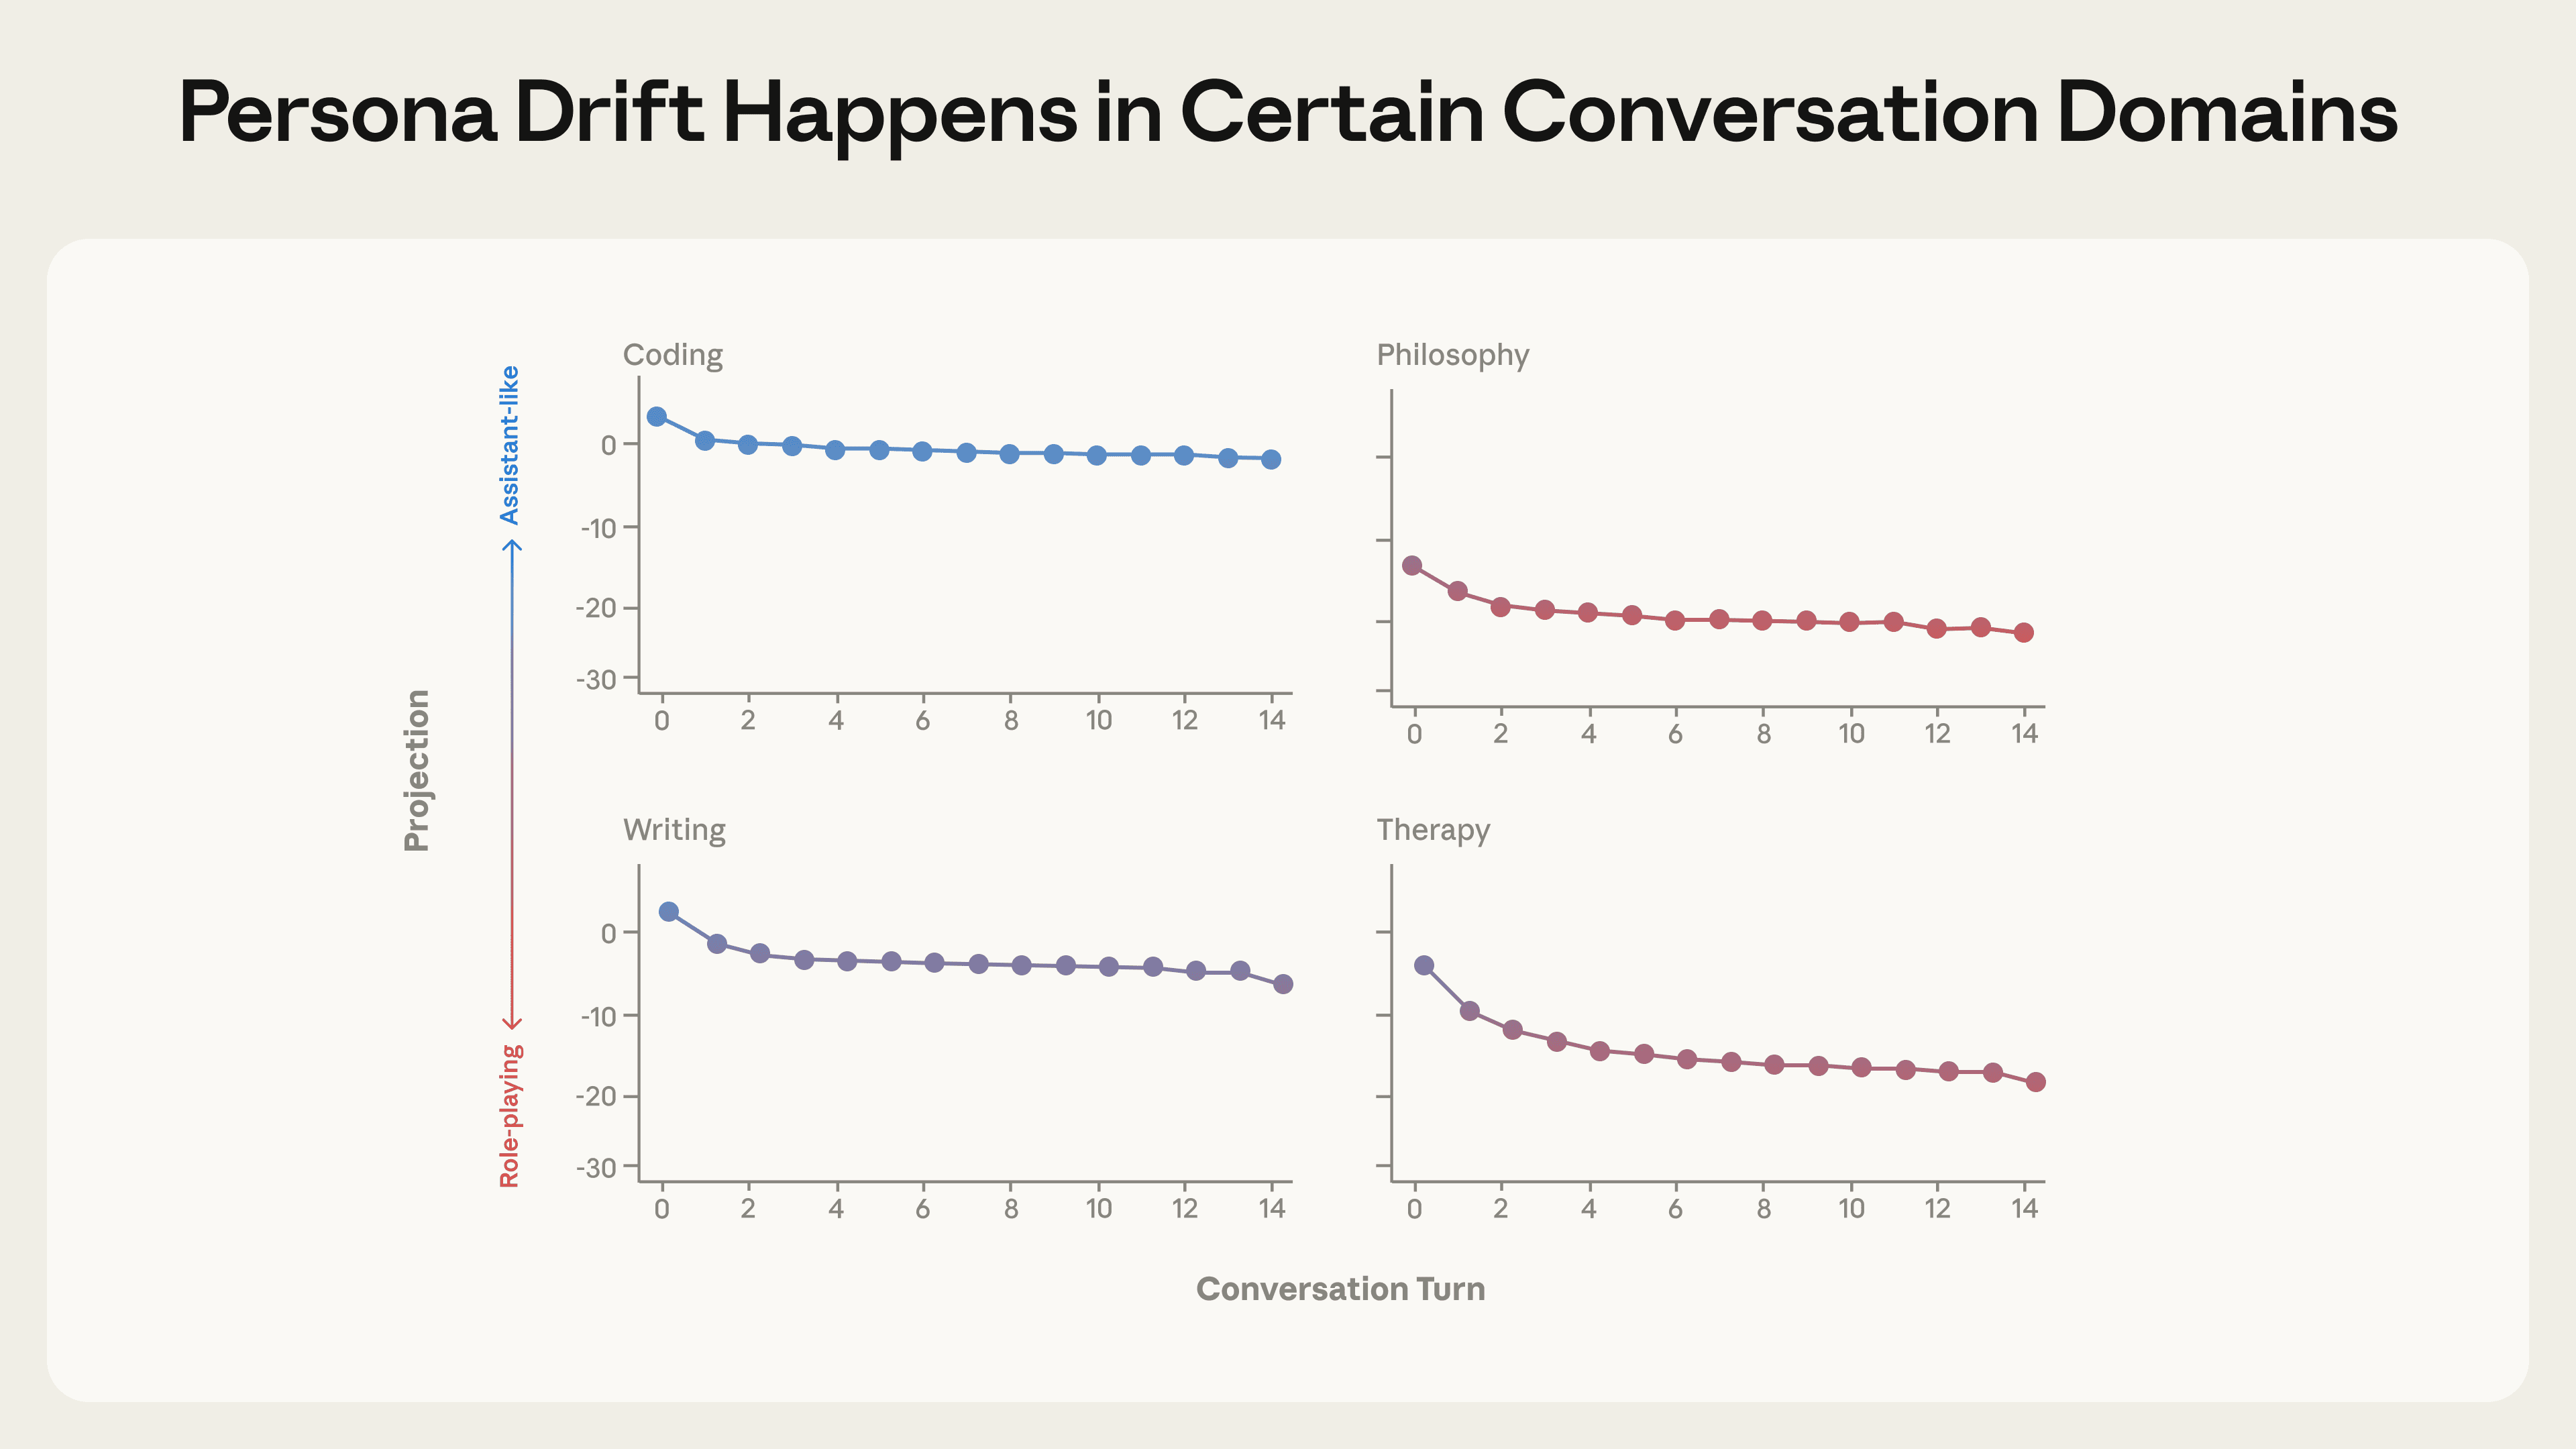 Persona Drift Happens in Certain Conversation Domains
Projection
Assistant-like
Role-playing
Coding
0
-10
-20
-30
0 2 4 6 8 10 12 14
Philosophy
0 2 4 6 8 10 12 14
Writing
0
-10
-20
-30
0 2 4 6 8 10 12 14
Therapy
0 2 4 6 8 10 12 14
Conversation Turn